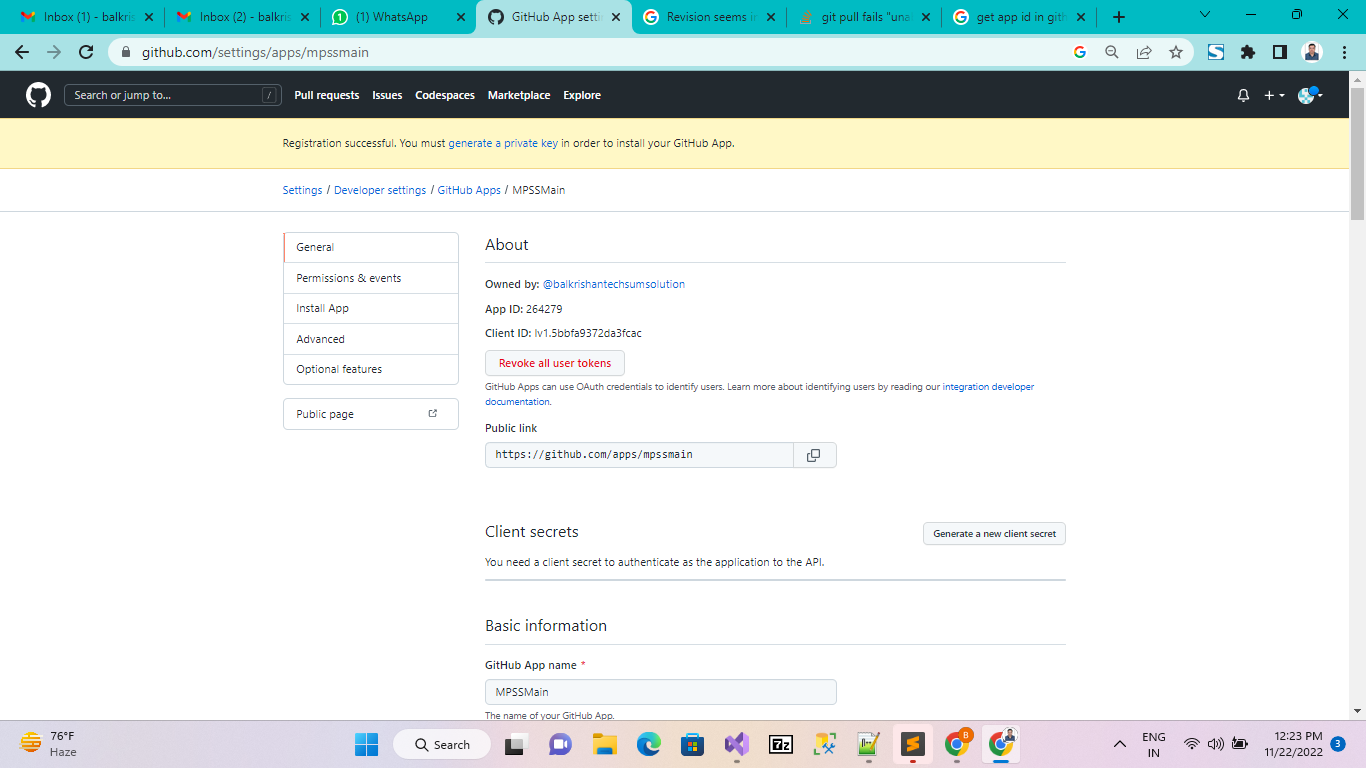 Inbox (1) - balkris
Inbox (2) - balkris
(1) WhatsApp
GitHub App setti
Revision seems in
git pull fails "una
get app id in gith
github.com/settings/apps/mpssmain
Search or jump to...
/
Pull requests
Issues
Codespaces
Marketplace
Explore
Registration successful. You must generate a private key in order to install your GitHub App.
Settings / Developer settings / GitHub Apps / MPSSMain
General
Permissions & events
Install App
Advanced
Optional features
Public page
About
Owned by: @balkrishantechsumsolution
App ID: 264279
Client ID: Iv1.5bbfa9372da3fcac
Revoke all user tokens
GitHub Apps can use OAuth credentials to identify users. Learn more about identifying users by reading our integration developer
documentation.
Public link
https://github.com/apps/mpssmain
Client secrets
Generate a new client secret
You need a client secret to authenticate as the application to the API.
Basic information
GitHub App name *
MPSSMain
The name of your GitHub App.
76°F
Haze
Search
7z
B
ENG
IN
12:23 PM
11/22/2022
3